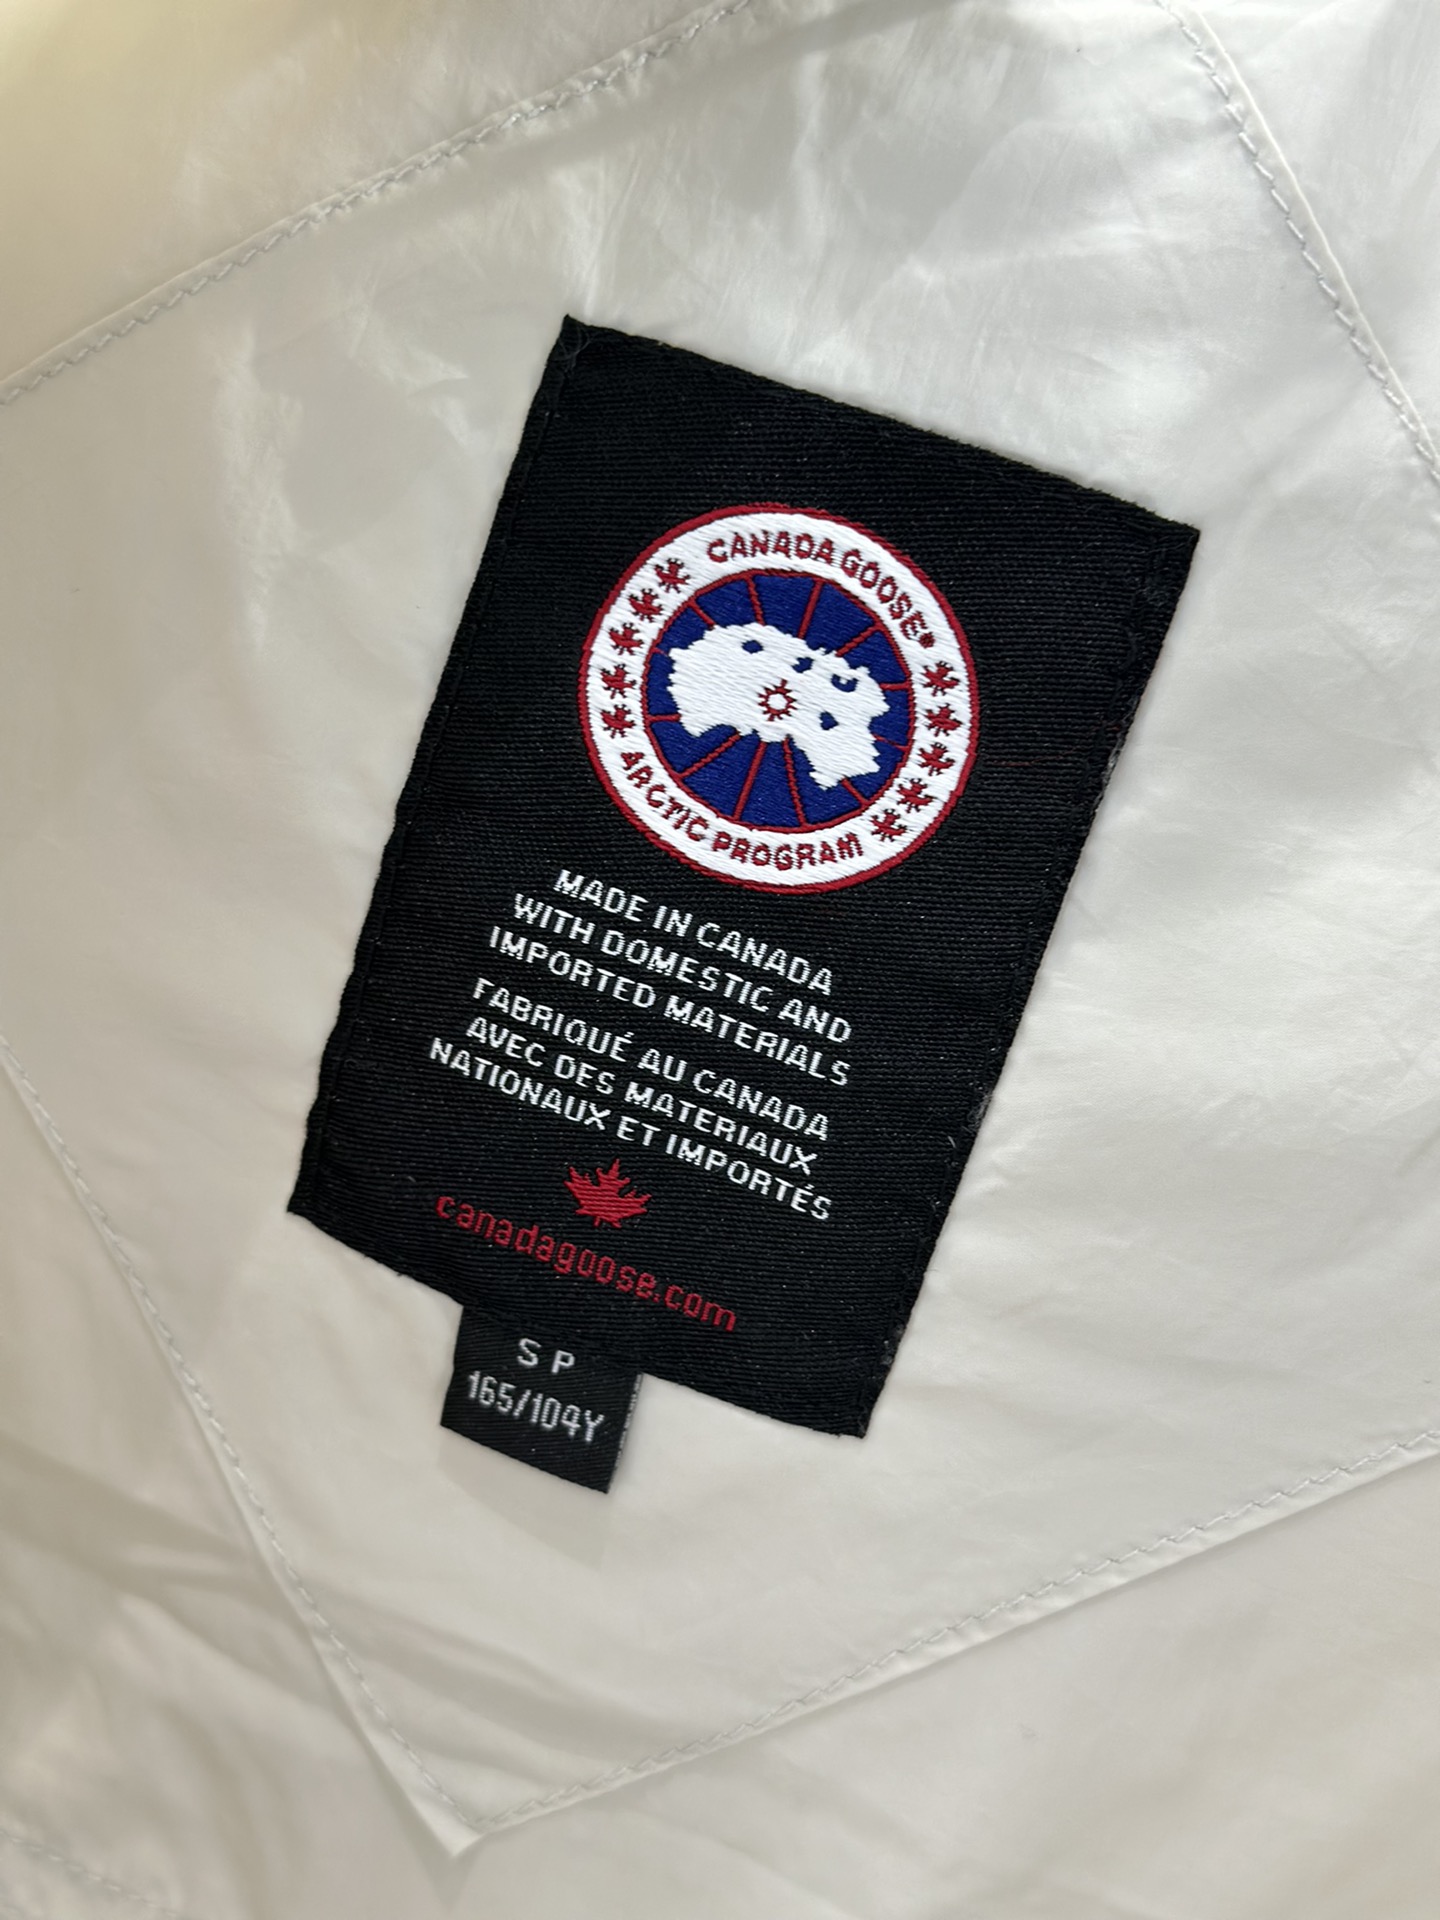 CANADA GOOSE®
ARCTIC PROGRAM
MADE IN CANADA
WITH DOMESTIC AND
IMPORTED MATERIALS
FABRIQUÉ AU CANADA
AVEC DES MATERIAUX
NATIONAUX ET IMPORTÉS
canadagoose.com
S P
165/104Y